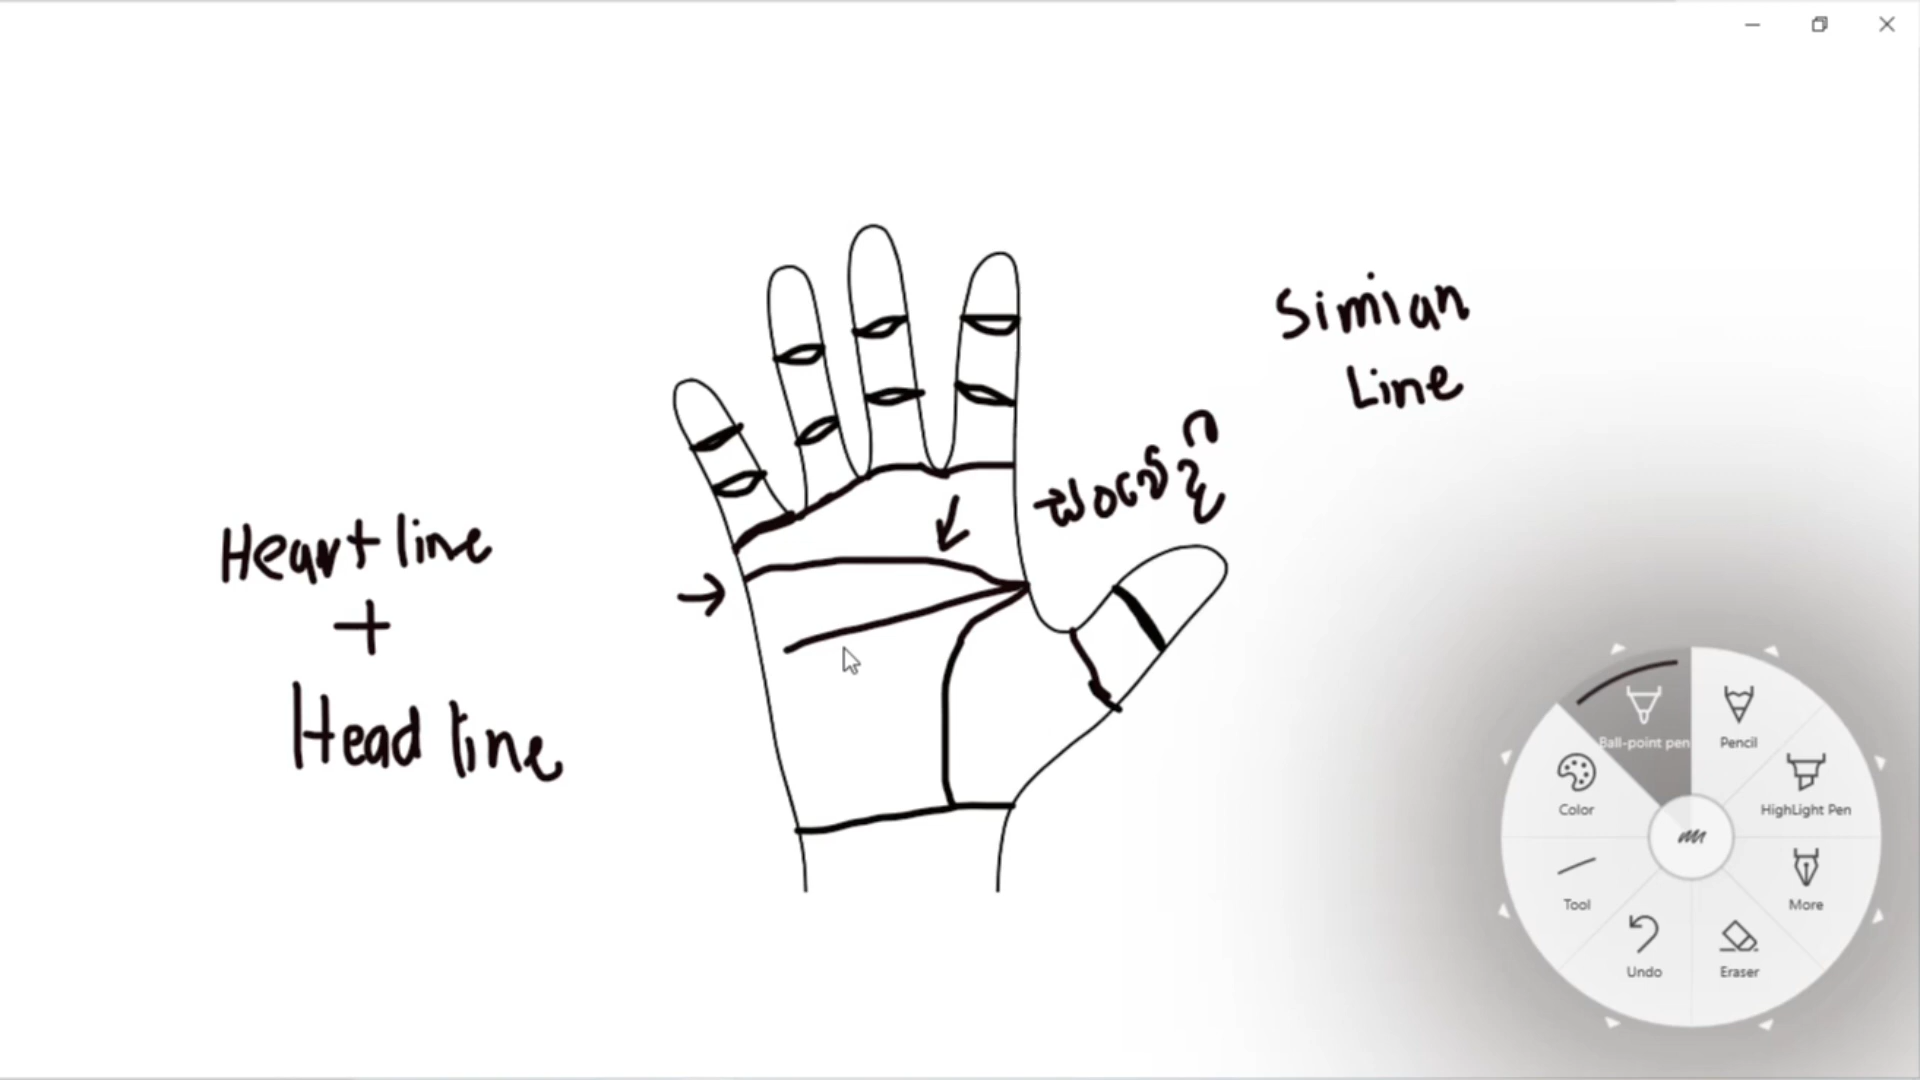 Simian
Line
Heart line
+
Head line
Ball-point pen
Pencil
Color
HighLight Pen
Tool
More
Undo
Eraser